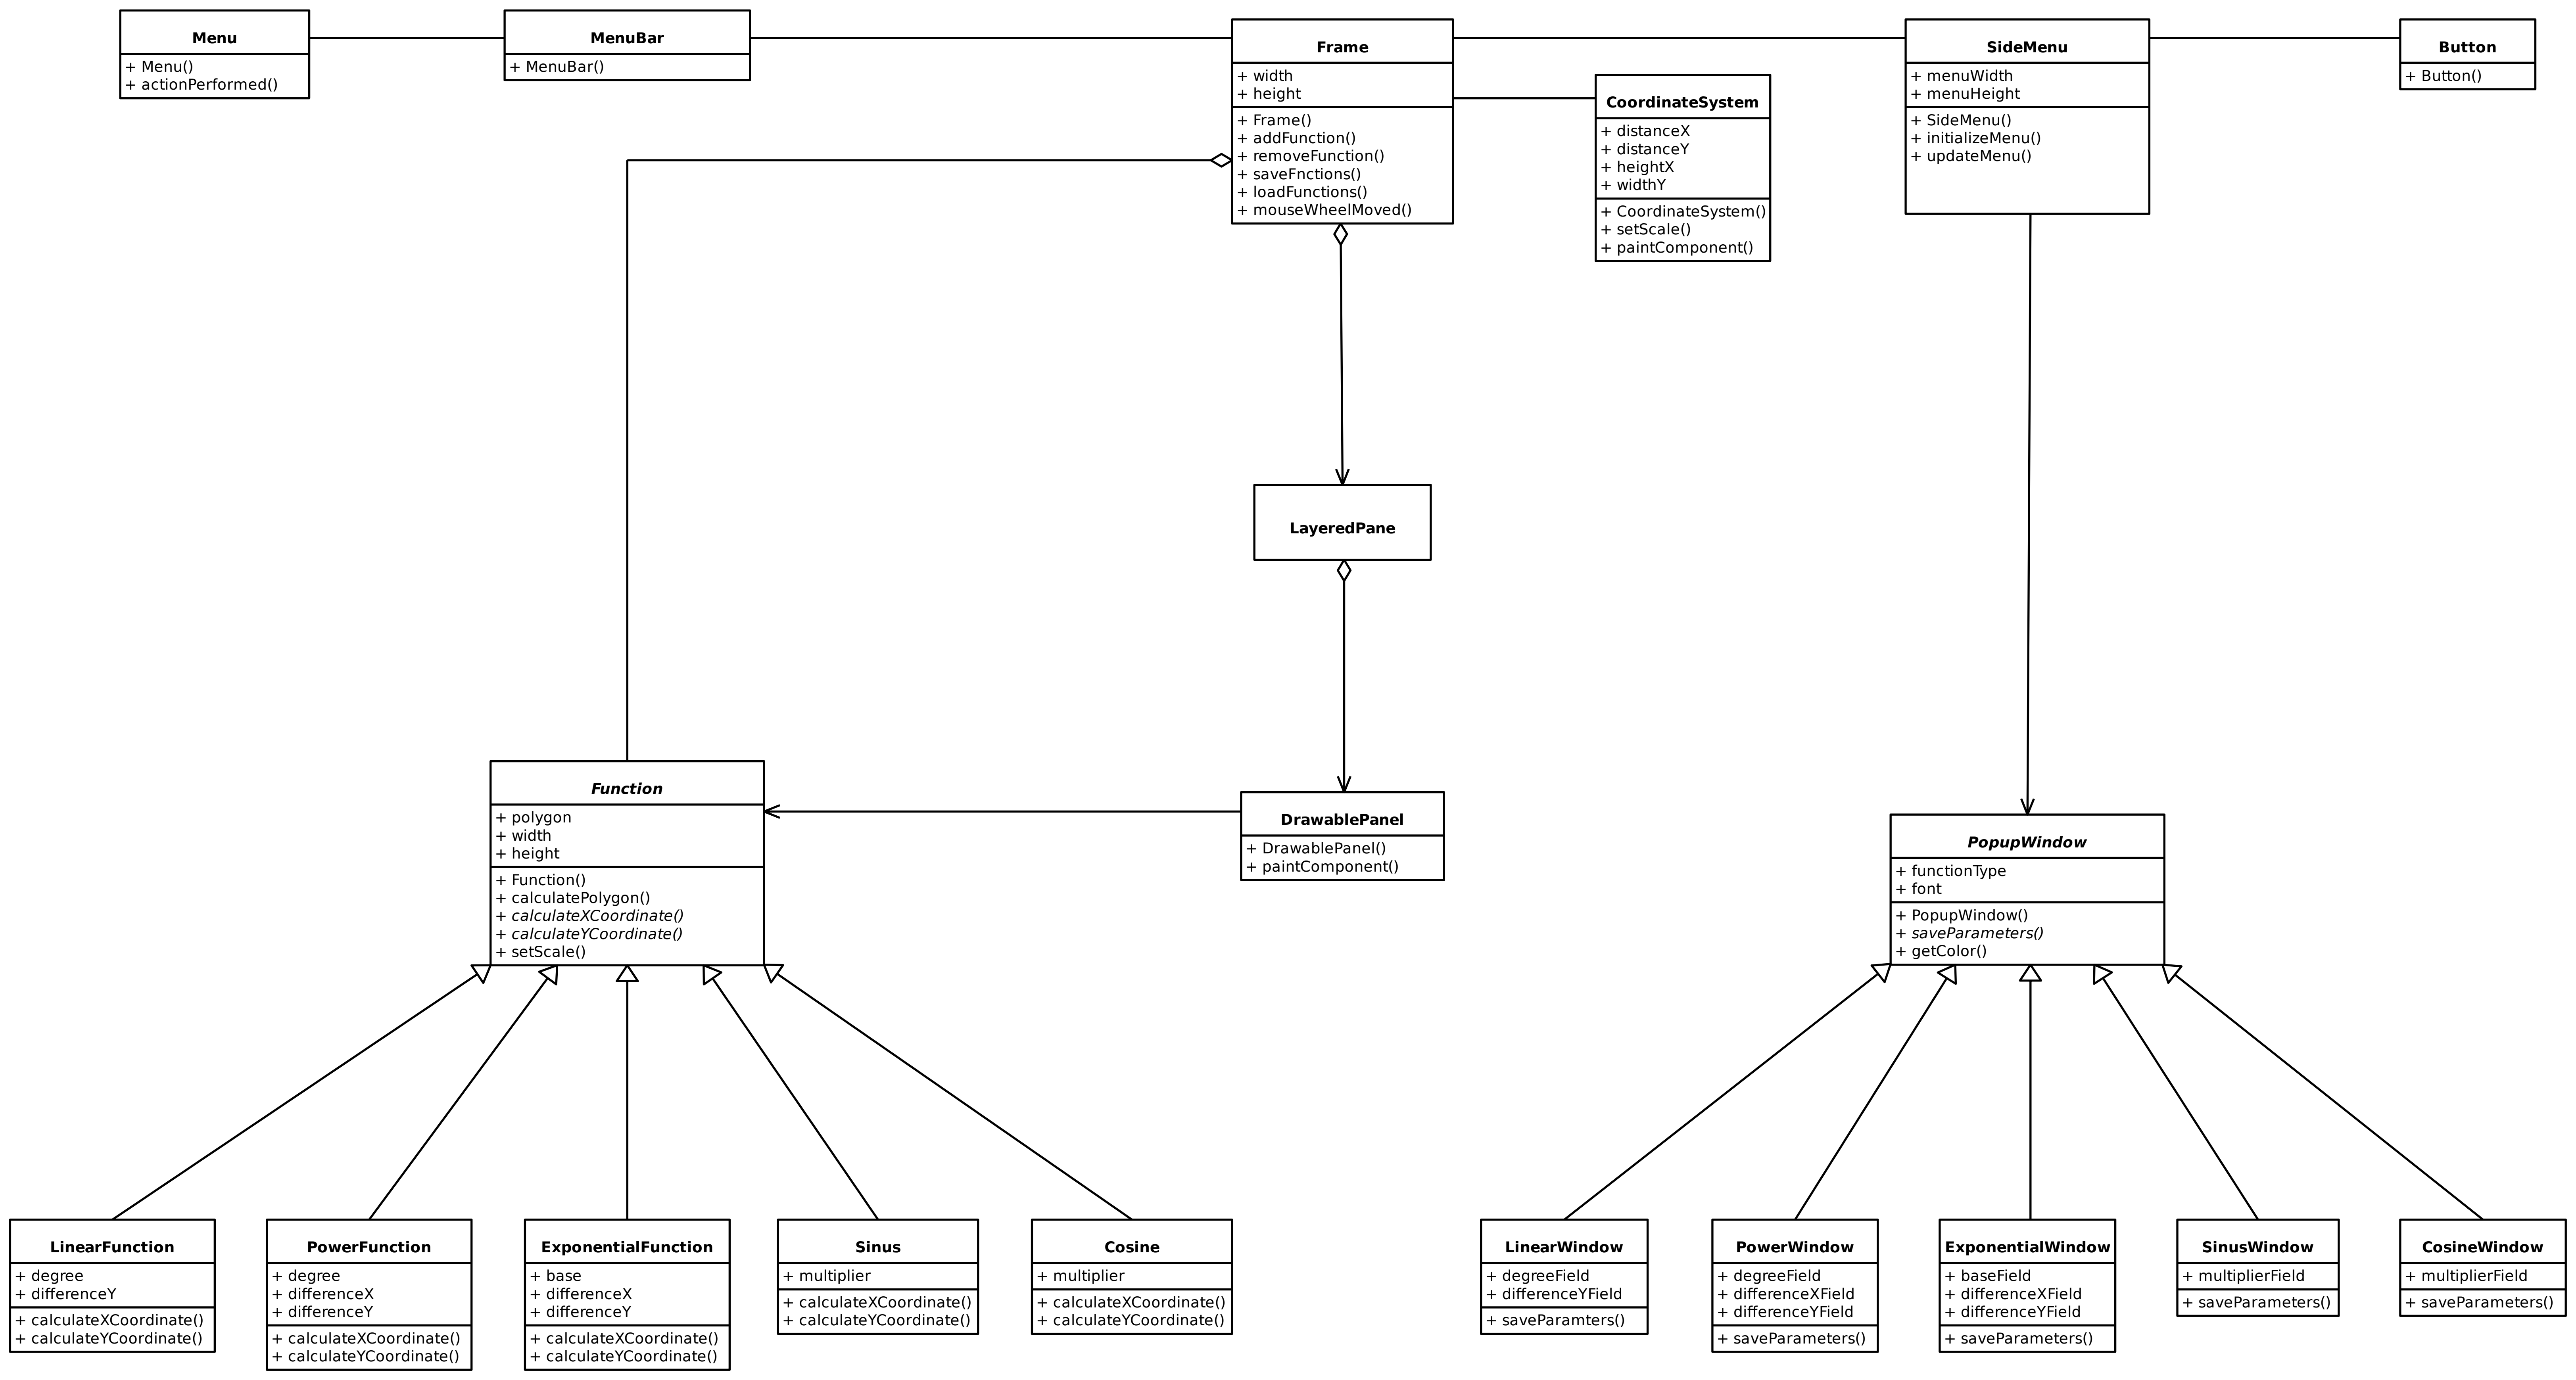 Menu
+ Menu()
+ actionPerformed()
MenuBar
+ MenuBar()
Frame
+ width
+ height
+ Frame()
+ addFunction()
+ removeFunction()
+ saveFnctions()
+ loadFunctions()
+ mouseWheelMoved()
CoordinateSystem
+ distanceX
+ distanceY
+ heightX
+ widthY
+ CoordinateSystem()
+ setScale()
+ paintComponent()
SideMenu
+ menuWidth
+ menuHeight
+ SideMenu()
+ initializeMenu()
+ updateMenu()
Button
+ Button()
LayeredPane
Function
+ polygon
+ width
+ height
+ Function()
+ calculatePolygon()
+ calculateXCoordinate()
+ calculateYCoordinate()
+ setScale()
DrawablePanel
+ DrawablePanel()
+ paintComponent()
PopupWindow
+ functionType
+ font
+ PopupWindow()
+ saveParameters()
+ getColor()
LinearFunction
+ degree
+ differenceY
+ calculateXCoordinate()
+ calculateYCoordinate()
PowerFunction
+ degree
+ differenceX
+ differenceY
+ calculateXCoordinate()
+ calculateYCoordinate()
ExponentialFunction
+ base
+ differenceX
+ differenceY
+ calculateXCoordinate()
+ calculateYCoordinate()
Sinus
+ multiplier
+ calculateXCoordinate()
+ calculateYCoordinate()
Cosine
+ multiplier
+ calculateXCoordinate()
+ calculateYCoordinate()
LinearWindow
+ degreeField
+ differenceYField
+ saveParamters()
PowerWindow
+ degreeField
+ differenceXField
+ differenceYField
+ saveParameters()
ExponentialWindow
+ baseField
+ differenceXField
+ differenceYField
+ saveParameters()
SinusWindow
+ multiplierField
+ saveParameters()
CosineWindow
+ multiplierField
+ saveParameters()